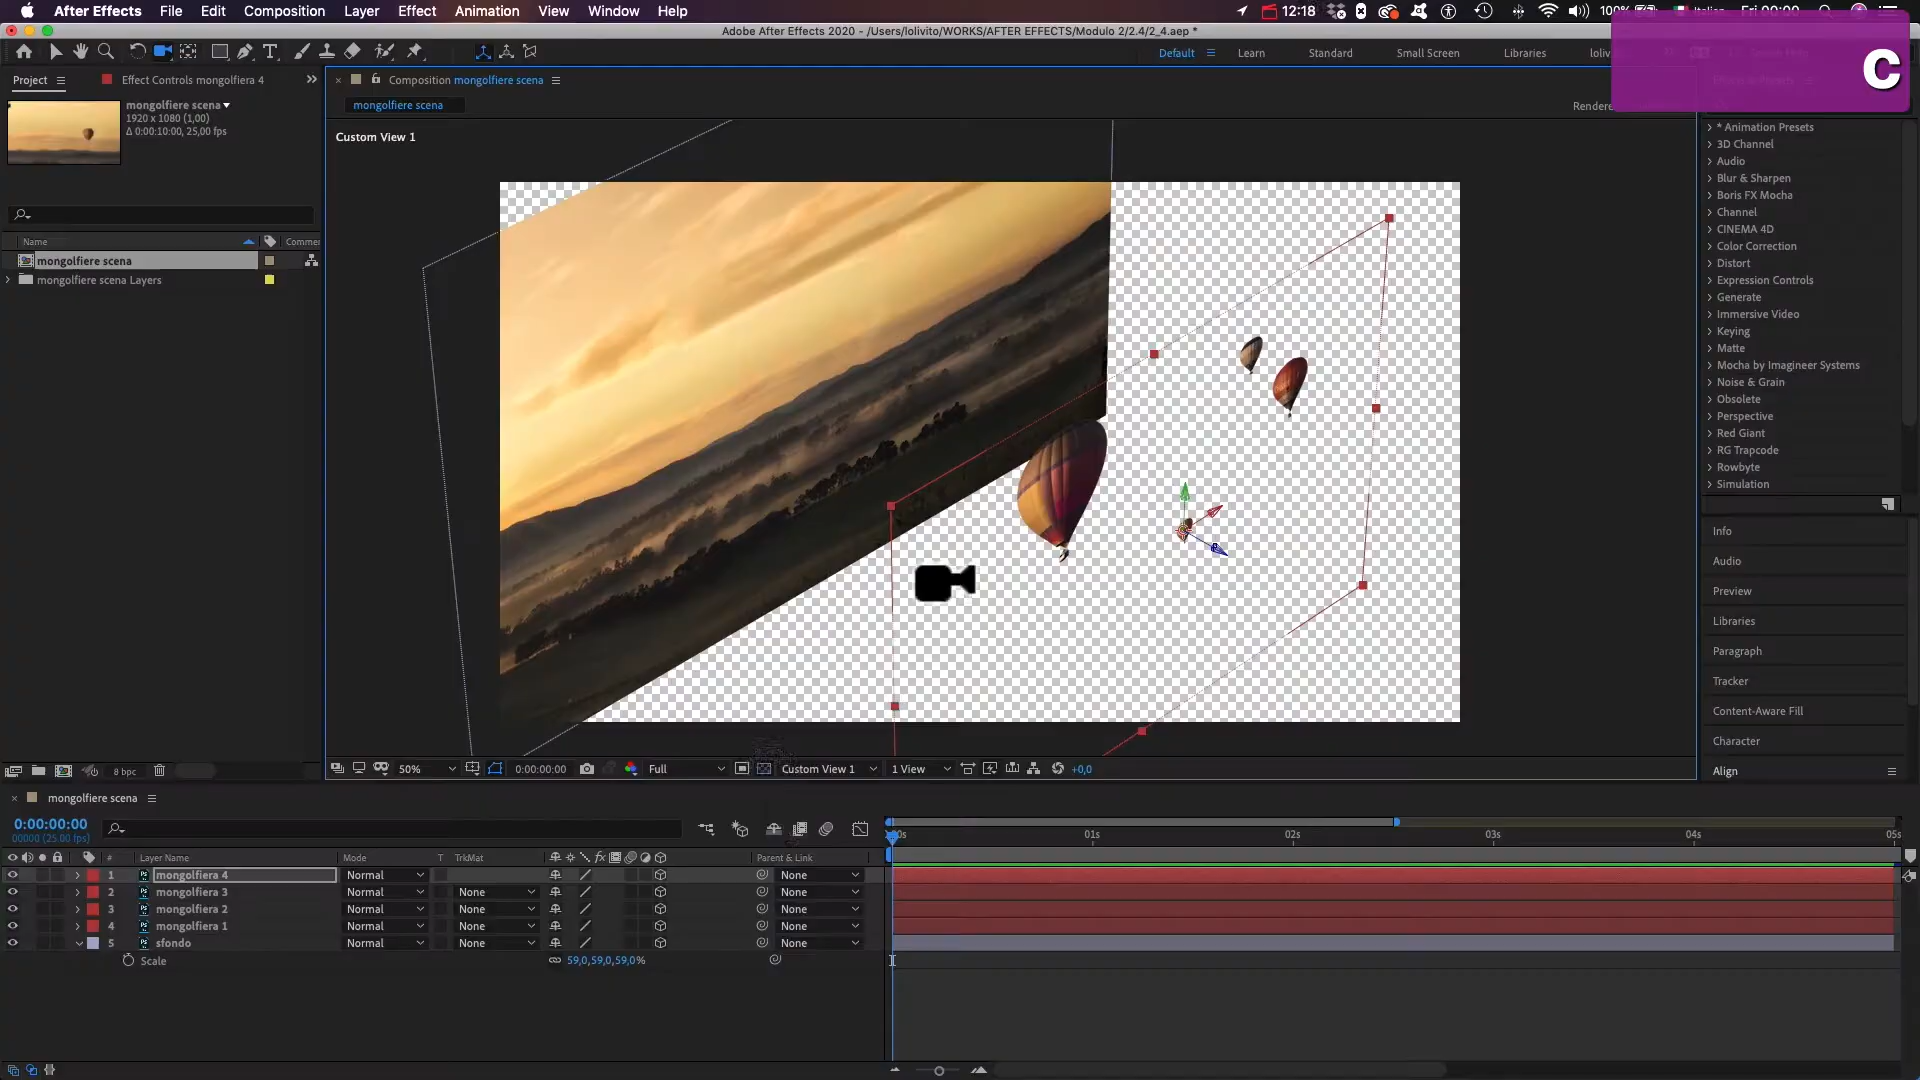 After Effects File Edit Composition Layer Effect Animation View Window Help
12:18 100%
Adobe After Effects 2020 - /Users/lolivito/WORKS/AFTER EFFECTS/Modulo 2/2.4/2_4.aep *
Default Learn Standard Small Screen Libraries loliv
C
Project Effect Controls mongolfiera 4
Composition mongolfiere scena
mongolfiere scena
1920 x 1080 (1,00)
Δ 0:00:10:00, 25,00 fps
mongolfiere scena
Rendere
Custom View 1
Name Comme
mongolfiere scena
mongolfiere scena Layers
* Animation Presets
3D Channel
Audio
Blur & Sharpen
Boris FX Mocha
Channel
CINEMA 4D
Color Correction
Distort
Expression Controls
Generate
Immersive Video
Keying
Matte
Mocha by Imagineer Systems
Noise & Grain
Obsolete
Perspective
Red Giant
RG Trapcode
Rowbyte
Simulation
Info
Audio
Preview
Libraries
Paragraph
Tracker
Content-Aware Fill
Character
Align
8 bpc
50% 0:00:00:00 Full Custom View 1 1 View +0,0
mongolfiere scena
0:00:00:00
00000 (25.00 fps)
01s 02s 03s 04s 05s
# Layer Name Mode T TrkMat fx Parent & Link
1 mongolfiera 4 Normal None
2 mongolfiera 3 Normal None None
3 mongolfiera 2 Normal None None
4 mongolfiera 1 Normal None None
5 sfondo Normal None None
Scale 59,0,59,0,59,0%